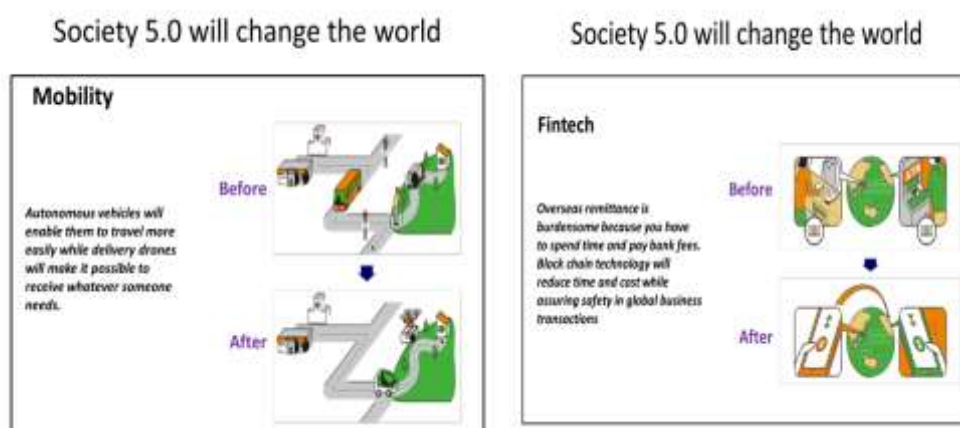 Society 5.0 will change the world
Mobility
Before
Autonomous vehicles will
enable them to travel more
easily while delivery drones
will make it possible to
receive whatever someone
needs.
After
Society 5.0 will change the world
Fintech
Before
Overseas remittance is
burdensome because you have
to spend time and pay bank fees.
Block chain technology will
reduce time and cost while
assuring safety in global business
transactions
After